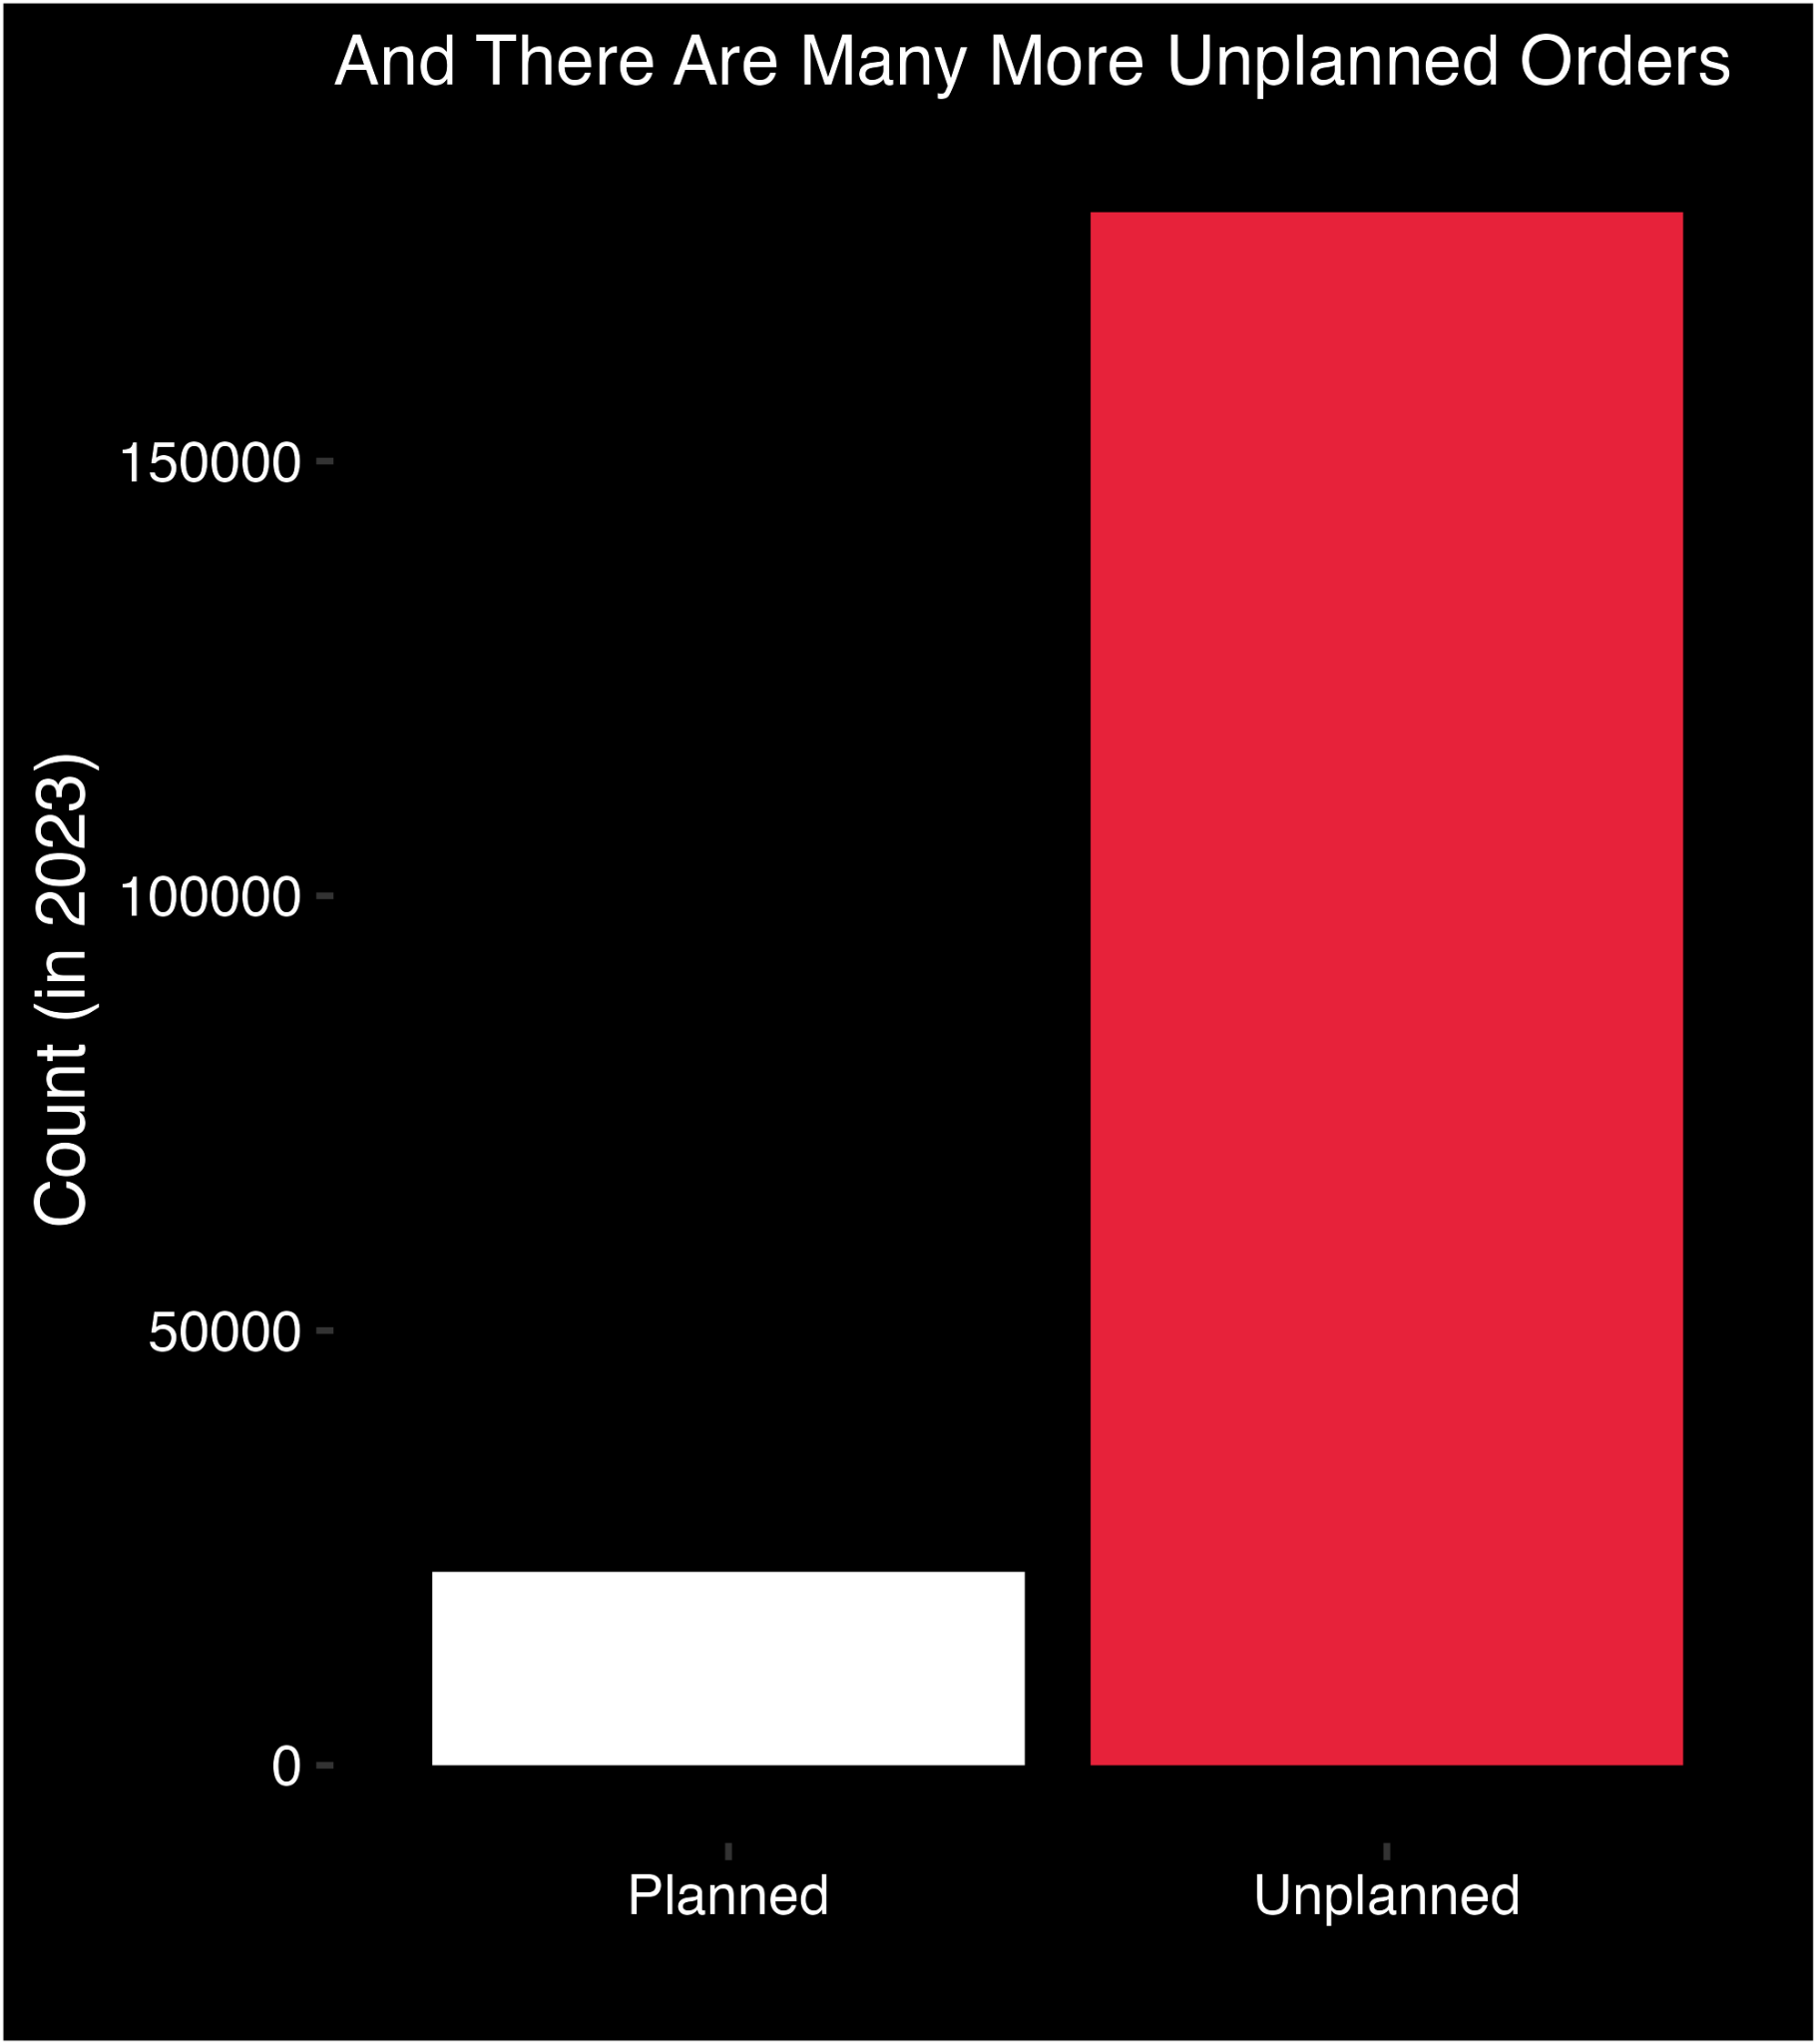 And There Are Many More Unplanned Orders
150000
100000
50000
0
Count (in 2023)
Planned
Unplanned